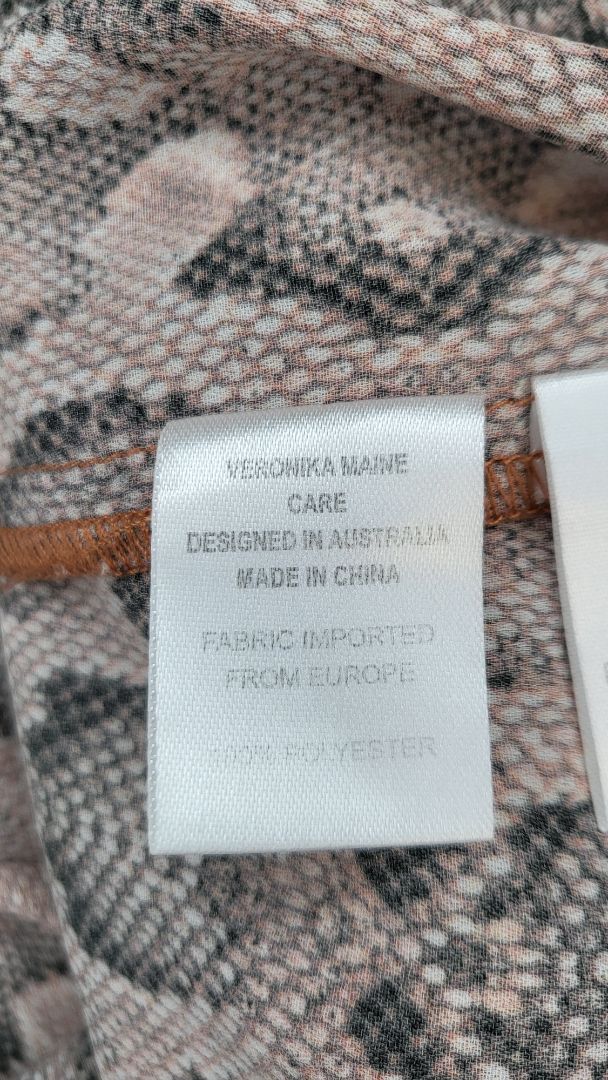 VERONIKA MAINE
CARE
DESIGNED IN AUSTRALIA
MADE IN CHINA
FABRIC IMPORTED
FROM EUROPE
100% POLYESTER